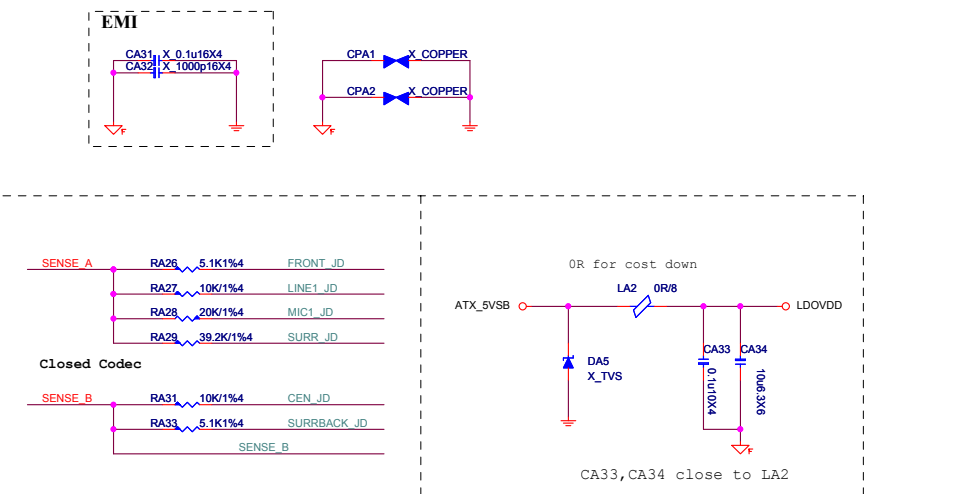 EMI
CA31 X_0.1u16X4
CA32 X_1000p16X4
F
CPA1 X_COPPER
CPA2 X_COPPER
F
SENSE_A
RA26 5.1K1%4 FRONT_JD
RA27 10K/1%4 LINE1_JD
RA28 20K/1%4 MIC1_JD
RA29 39.2K/1%4 SURR_JD
Closed Codec
SENSE_B
RA31 10K/1%4 CEN_JD
RA33 5.1K1%4 SURRBACK_JD
SENSE_B
0R for cost down
LA2 0R/8
ATX_5VSB
LDOVDD
DA5
X_TVS
CA33
0.1u10X4
CA34
10u6.3X6
F
CA33,CA34 close to LA2